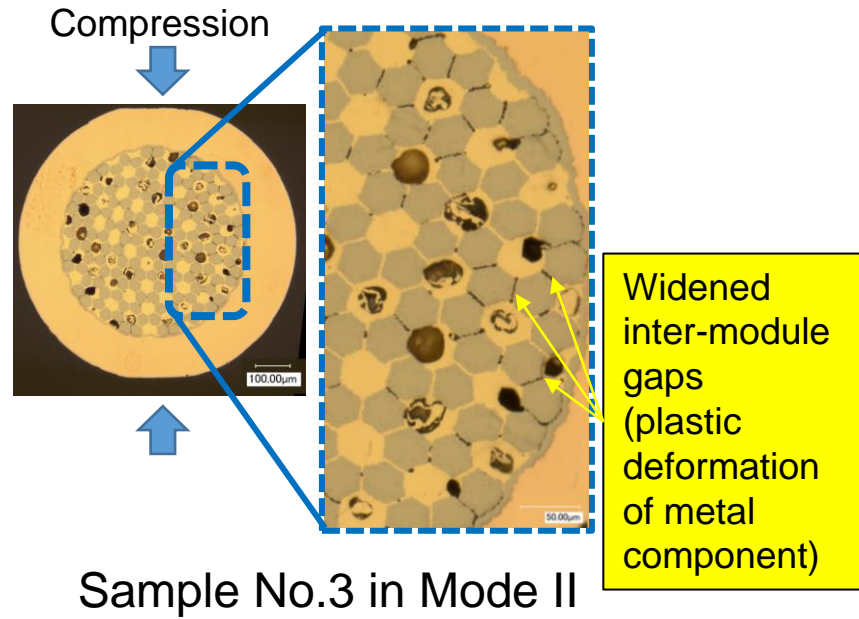 Compression
100.00µm
50.00µm
Widened
inter-module
gaps
(plastic
deformation
of metal
component)
Sample No.3 in Mode II